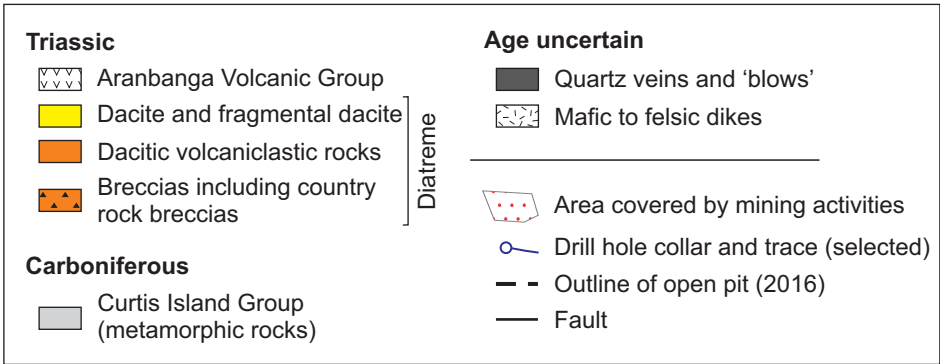 Triassic
Aranbanga Volcanic Group
Dacite and fragmental dacite
Dacitic volcaniclastic rocks
Breccias including country
rock breccias
Diatreme
Carboniferous
Curtis Island Group
(metamorphic rocks)
Age uncertain
Quartz veins and ‘blows’
Mafic to felsic dikes
Area covered by mining activities
Drill hole collar and trace (selected)
Outline of open pit (2016)
Fault